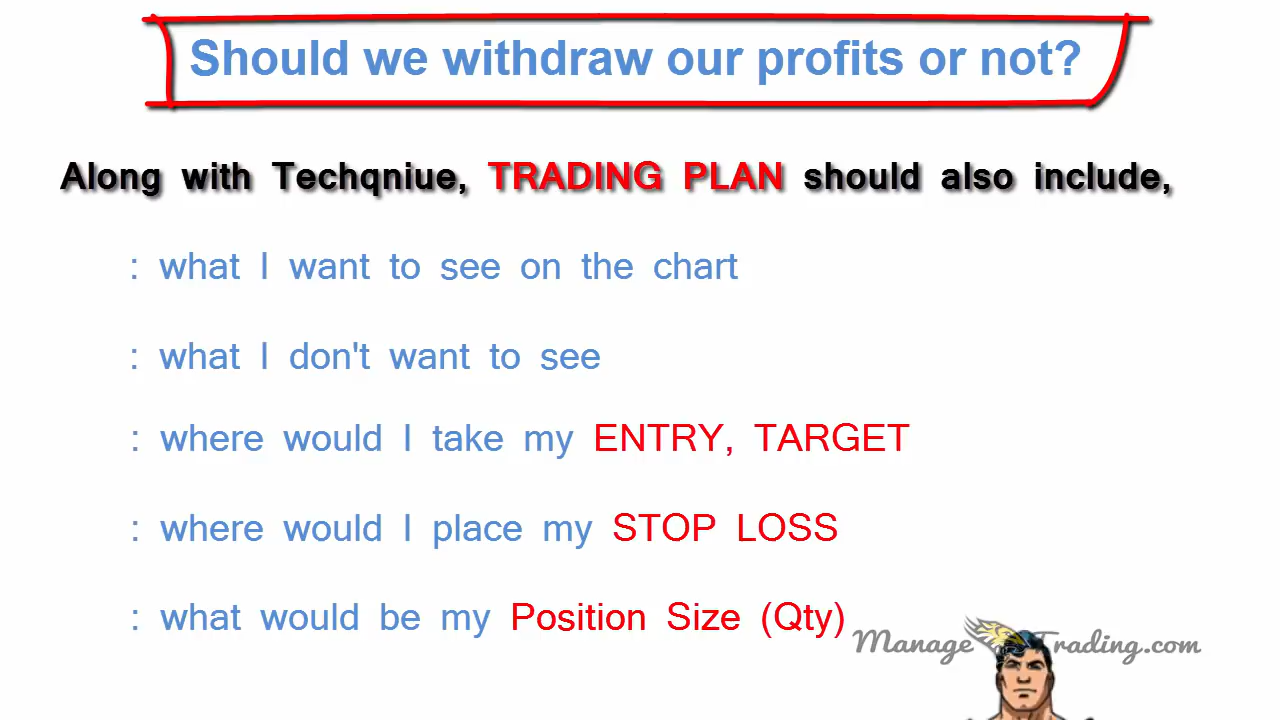 Should we withdraw our profits or not?
Along with Techqniue, TRADING PLAN should also include,
: what I want to see on the chart
: what I don't want to see
: where would I take my ENTRY, TARGET
: where would I place my STOP LOSS
: what would be my Position Size (Qty)
Manage Trading.com